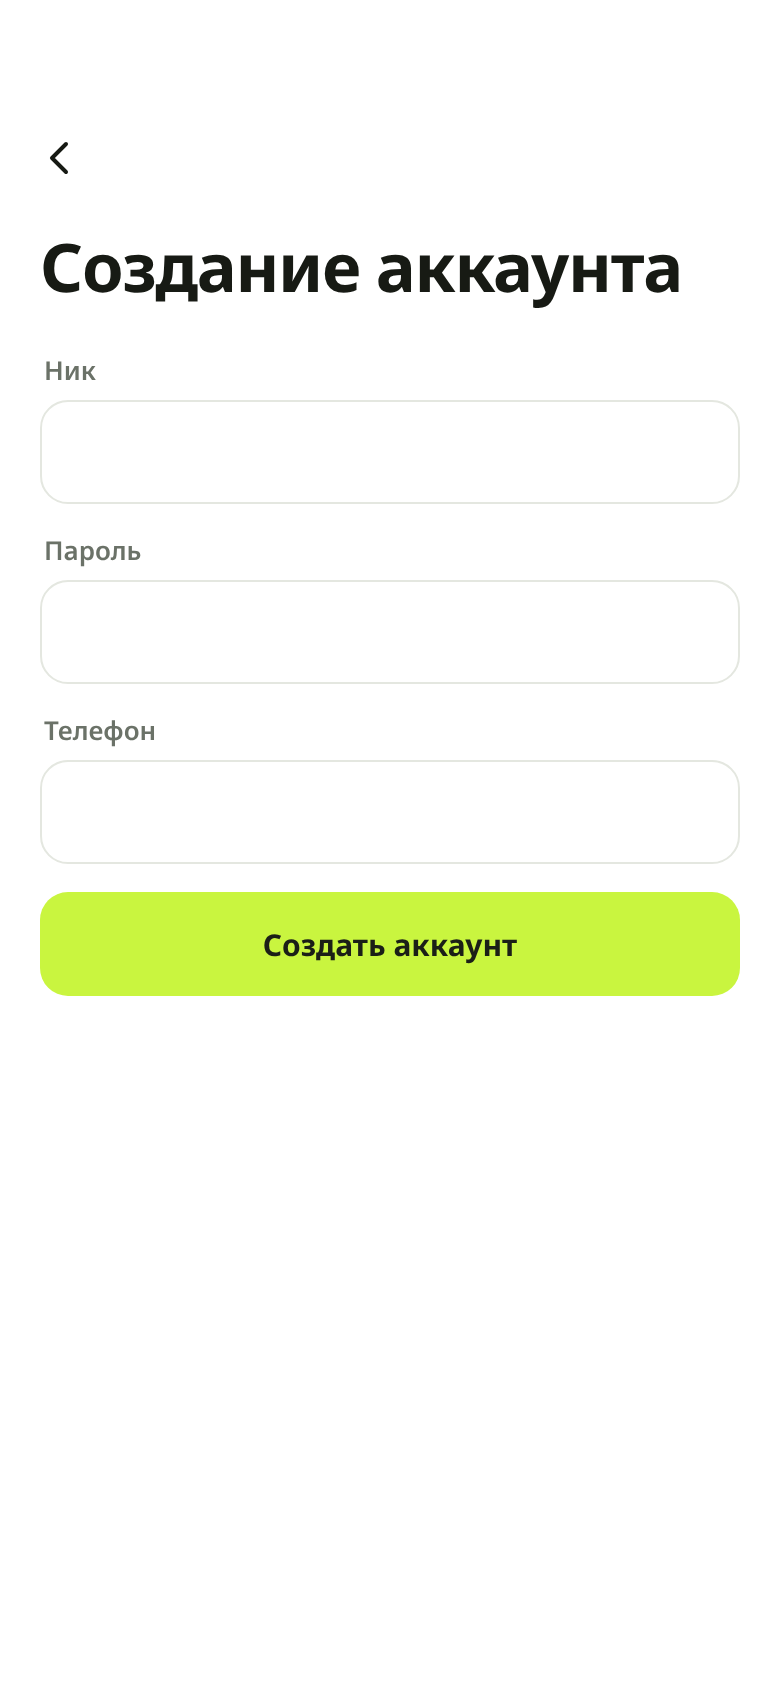 Создание аккаунта
Ник
Пароль
Телефон
Создать аккаунт